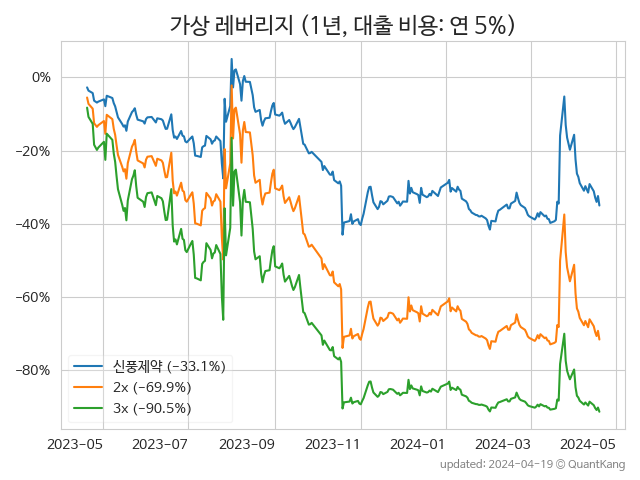 가상 레버리지 (1년, 대출 비용: 연 5%)
0%
−20%
−40%
−60%
−80%
신풍제약 (−33.1%)
2x (−69.9%)
3x (−90.5%)
2023-05 2023-07 2023-09 2023-11 2024-01 2024-03 2024-05
updated: 2024-04-19 © QuantKang